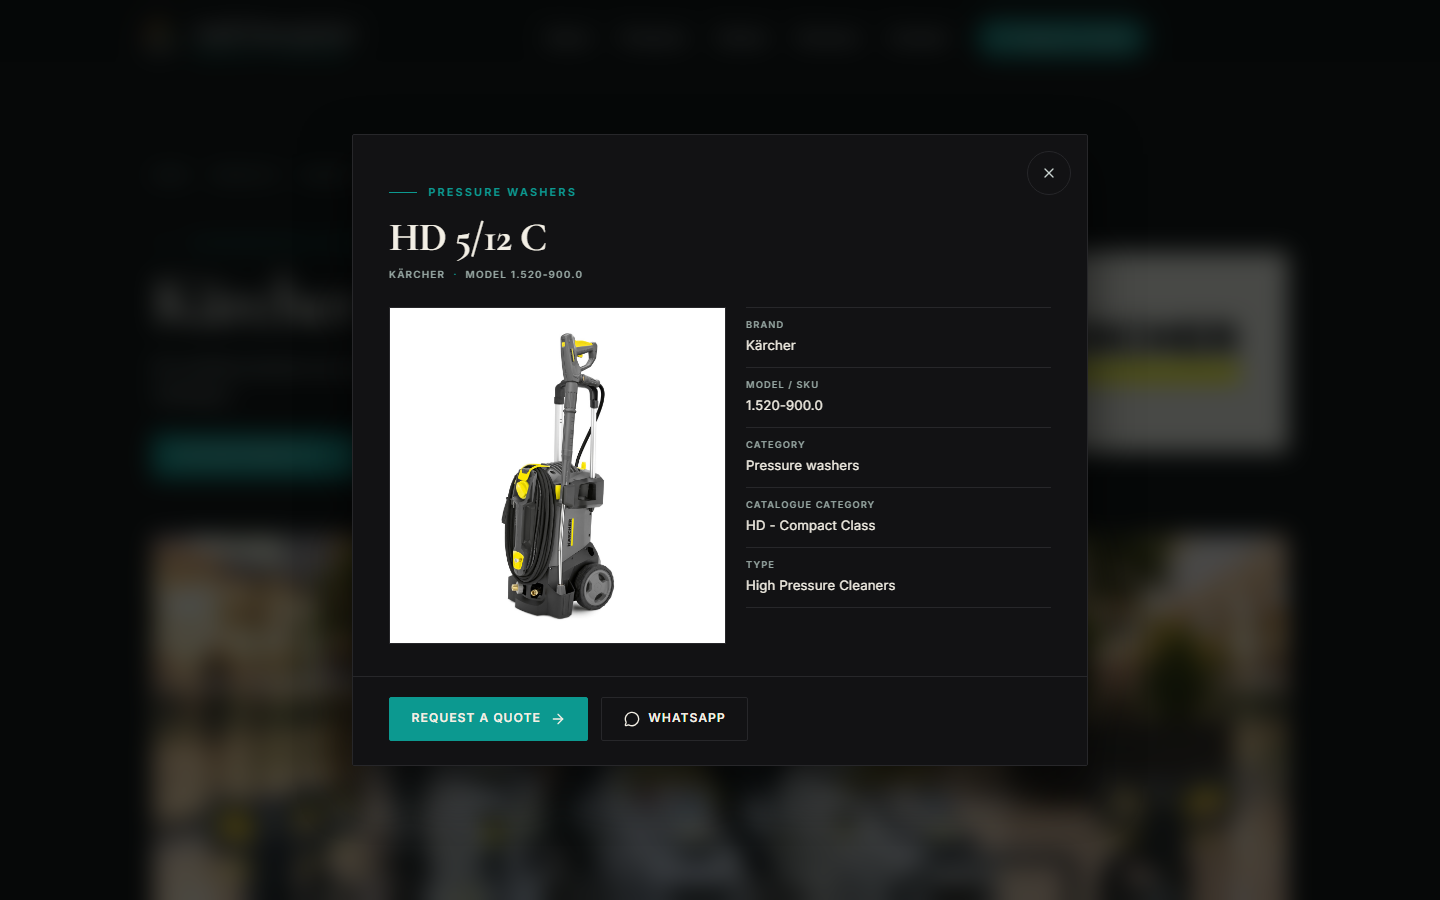 PRESSURE WASHERS
HD 5/12 C
KÄRCHER · MODEL 1.520-900.0
BRAND
Kärcher
MODEL / SKU
1.520-900.0
CATEGORY
Pressure washers
CATALOGUE CATEGORY
HD - Compact Class
TYPE
High Pressure Cleaners
REQUEST A QUOTE
WHATSAPP